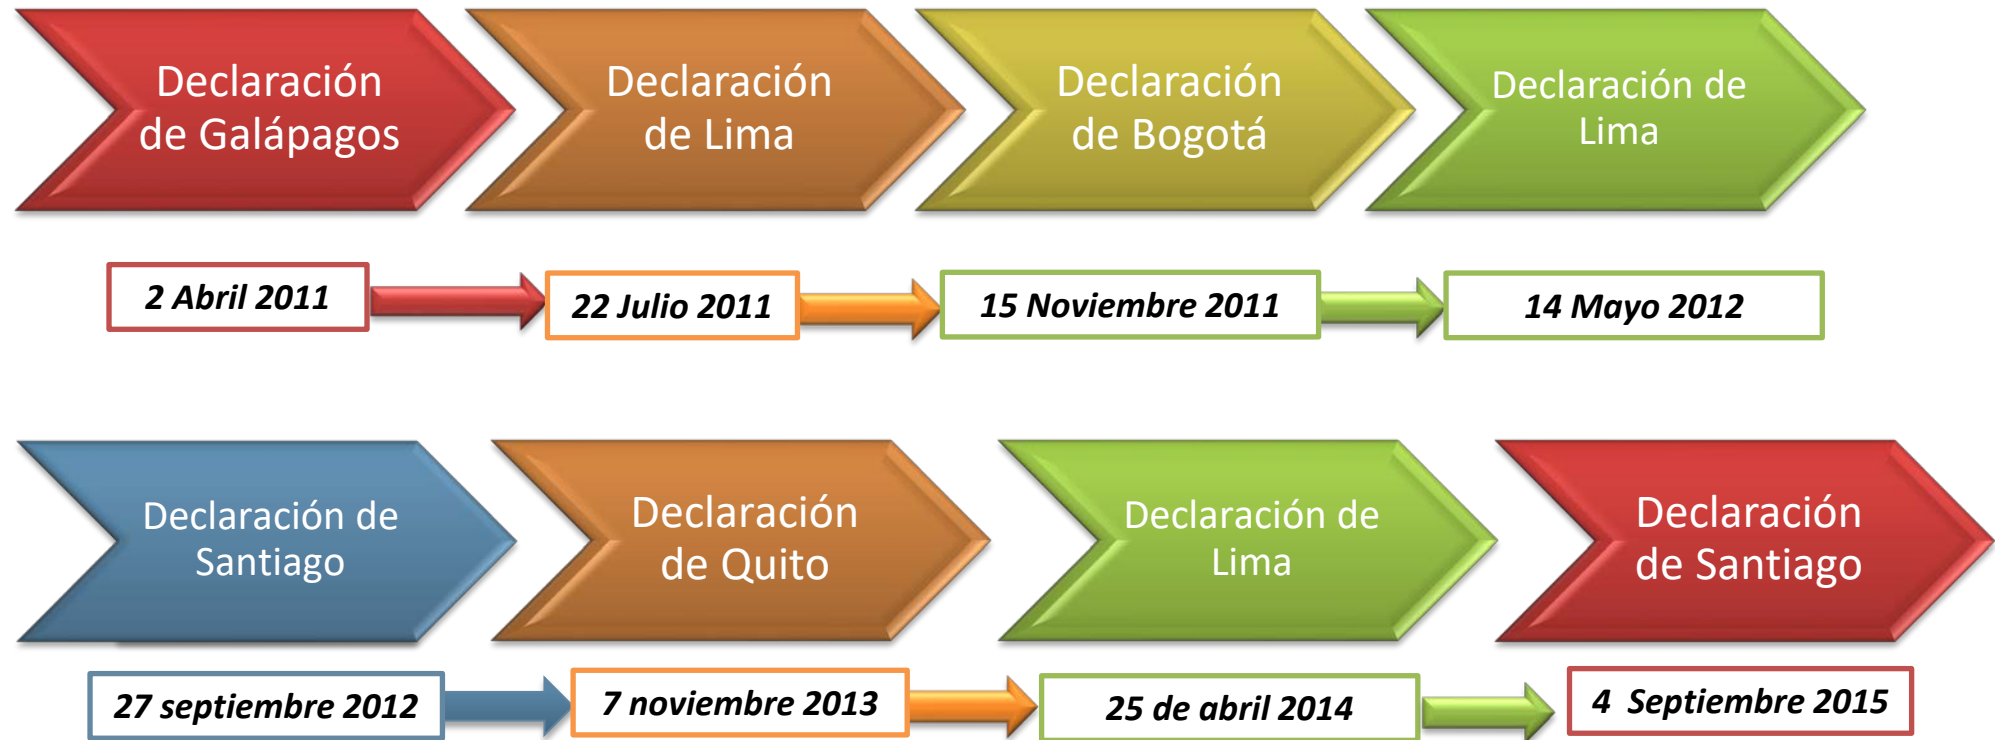 Declaración
de Galápagos
Declaración
de Lima
Declaración
de Bogotá
Declaración de
Lima
2 Abril 2011
22 Julio 2011
15 Noviembre 2011
14 Mayo 2012
Declaración de
Santiago
Declaración
de Quito
Declaración de
Lima
Declaración
de Santiago
27 septiembre 2012
7 noviembre 2013
25 de abril 2014
4 Septiembre 2015